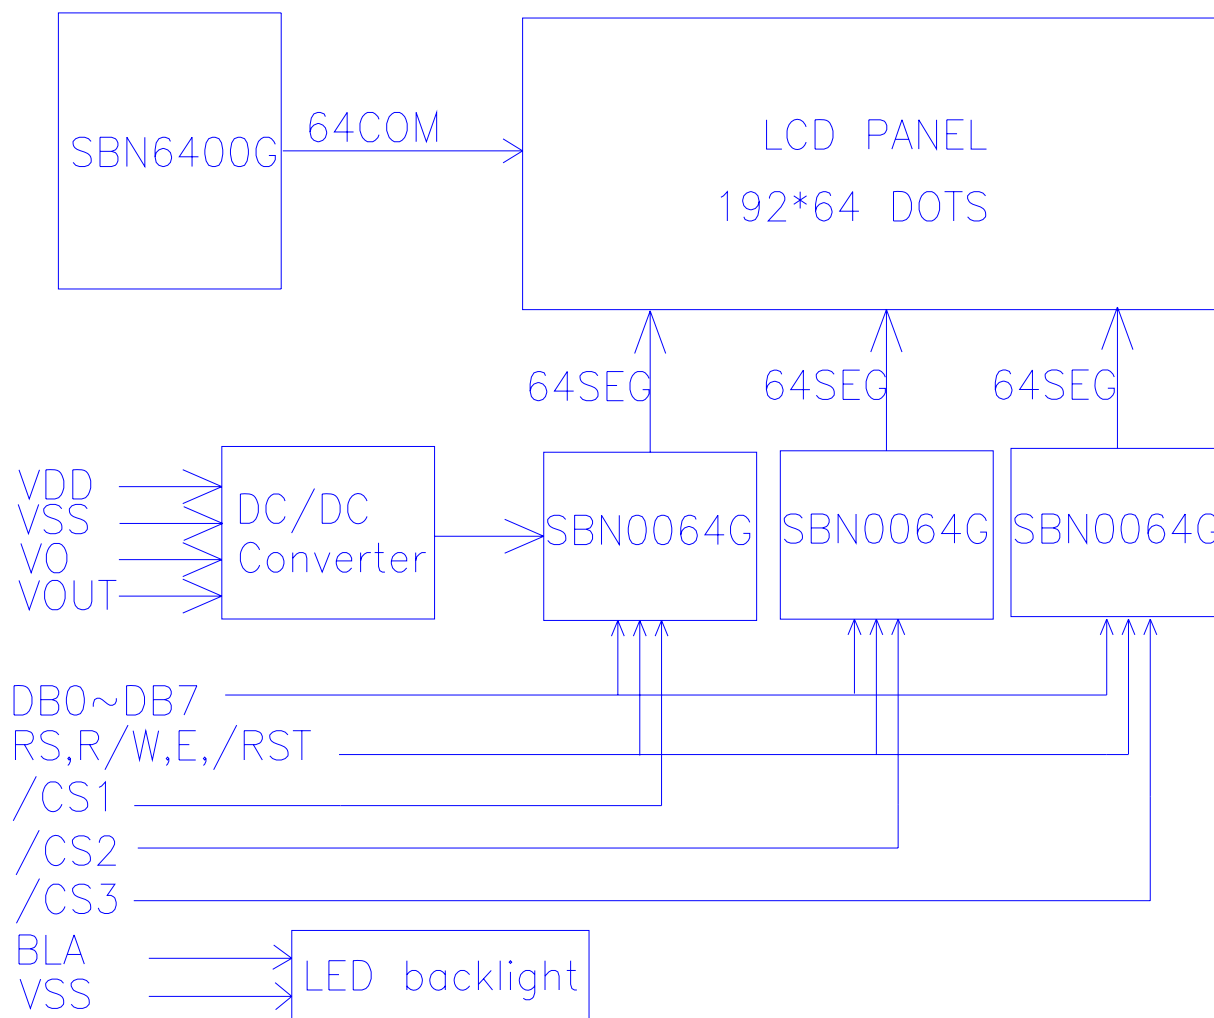 SBN6400G
64COM
LCD PANEL
192*64 DOTS
64SEG
64SEG
64SEG
VDD
VSS
VO
VOUT
DC/DC
Converter
SBN0064G
SBN0064G
SBN0064G
DB0~DB7
RS,R/W,E,/RST
/CS1
/CS2
/CS3
BLA
VSS
LED backlight